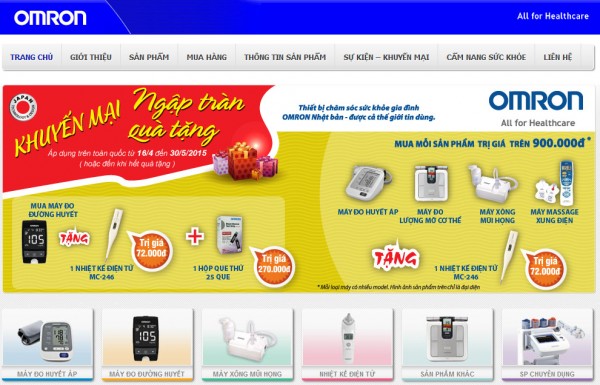 OMRON
All for Healthcare
TRANG CHỦ
GIỚI THIỆU
SẢN PHẨM
MUA HÀNG
THÔNG TIN SẢN PHẨM
SỰ KIỆN – KHUYẾN MẠI
CẨM NANG SỨC KHỎE
LIÊN HỆ
JAPAN
KHUYẾN MẠI
Ngập tràn
quà tặng
Áp dụng trên toàn quốc từ 16/4 đến 30/5/2015
( hoặc đến khi hết quà tặng )
Thiết bị chăm sóc sức khỏe gia đình
OMRON Nhật bản - được cả thế giới tin dùng.
OMRON
All for Healthcare
MUA MỖI SẢN PHẨM TRỊ GIÁ TRÊN 900.000đ *
MUA MÁY ĐO
ĐƯỜNG HUYẾT
TẶNG
Trị giá
72.000đ
+
Trị giá
270.000đ
1 NHIỆT KẾ ĐIỆN TỬ
MC-246
1 HỘP QUE THỬ
25 QUE
MÁY ĐO HUYẾT ÁP
MÁY ĐO
LƯỢNG MỠ CƠ THỂ
MÁY XÔNG
MŨI HỌNG
MÁY MASSAGE
XUNG ĐIỆN
TẶNG
Trị giá
72.000đ
1 NHIỆT KẾ ĐIỆN TỬ
MC-246
* Mỗi loại máy có nhiều model. Hình ảnh sản phẩm trên chỉ là đại diện
MÁY ĐO HUYẾT ÁP
MÁY ĐO ĐƯỜNG HUYẾT
MÁY XÔNG MŨI HỌNG
NHIỆT KẾ ĐIỆN TỬ
SẢN PHẨM KHÁC
SP CHUYÊN DỤNG